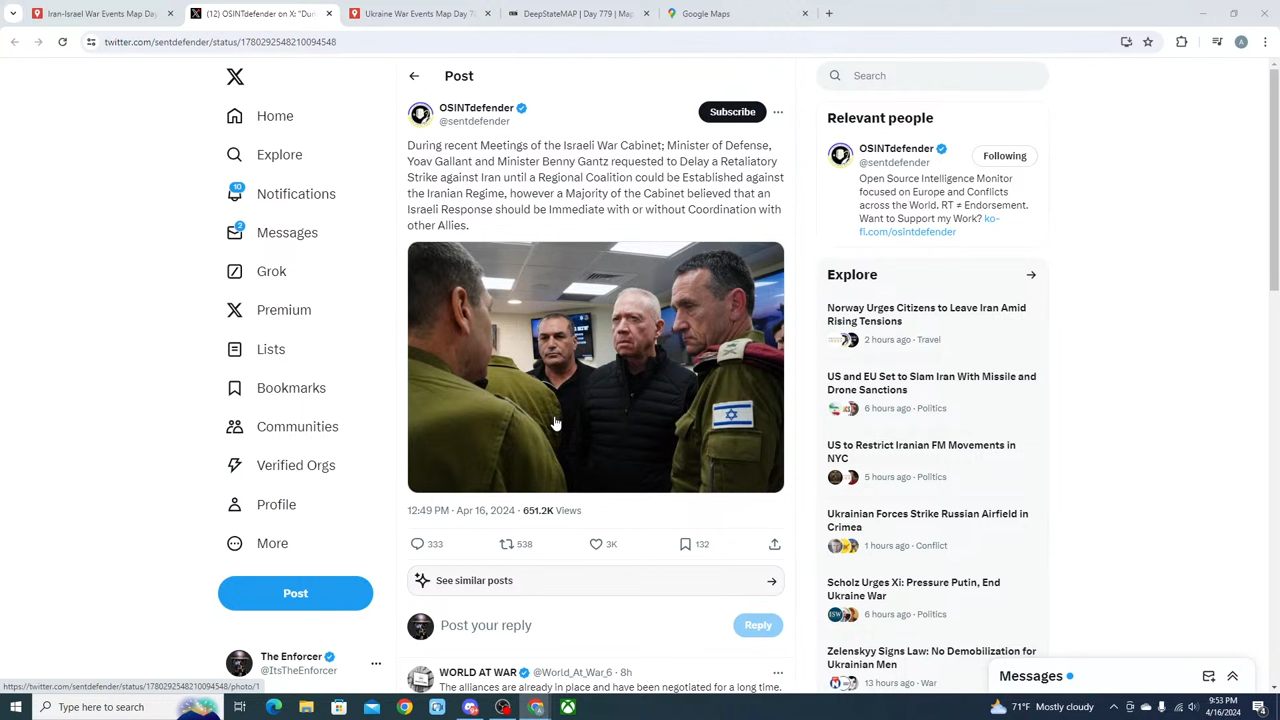 Iran-Israel War Events Map Day
(12) OSINTdefender on X: "Duri
Ukraine War Events Map Day 7
DeepStateMAP | Day 779 | Map
Google Maps
twitter.com/sentdefender/status/1780292548210094548
Home
Explore
10
Notifications
2
Messages
Grok
Premium
Lists
Bookmarks
Communities
Verified Orgs
Profile
More
Post
The Enforcer
@ItsTheEnforcer
Post
OSINTdefender
@sentdefender
Subscribe
During recent Meetings of the Israeli War Cabinet; Minister of Defense,
Yoav Gallant and Minister Benny Gantz requested to Delay a Retaliatory
Strike against Iran until a Regional Coalition could be Established against
the Iranian Regime, however a Majority of the Cabinet believed that an
Israeli Response should be Immediate with or without Coordination with
other Allies.
12:49 PM · Apr 16, 2024 · 651.2K Views
333 538 3K 132
See similar posts
Post your reply
Reply
WORLD AT WAR @World_At_War_6 · 8h
The alliances are already in place and have been negotiated for a long time.
Search
Relevant people
OSINTdefender
@sentdefender
Following
Open Source Intelligence Monitor
focused on Europe and Conflicts
across the World. RT ≠ Endorsement.
Want to Support my Work? ko-
fi.com/osintdefender
Explore
Norway Urges Citizens to Leave Iran Amid
Rising Tensions
2 hours ago · Travel
US and EU Set to Slam Iran With Missile and
Drone Sanctions
6 hours ago · Politics
US to Restrict Iranian FM Movements in
NYC
5 hours ago · Politics
Ukrainian Forces Strike Russian Airfield in
Crimea
1 hours ago · Conflict
Scholz Urges Xi: Pressure Putin, End
Ukraine War
ISW
6 hours ago · Politics
Zelenskyy Signs Law: No Demobilization for
Ukrainian Men
13 hours ago · War
Messages
https://twitter.com/sentdefender/status/1780292548210094548/photo/1
Type here to search
71°F Mostly cloudy
9:53 PM
4/16/2024